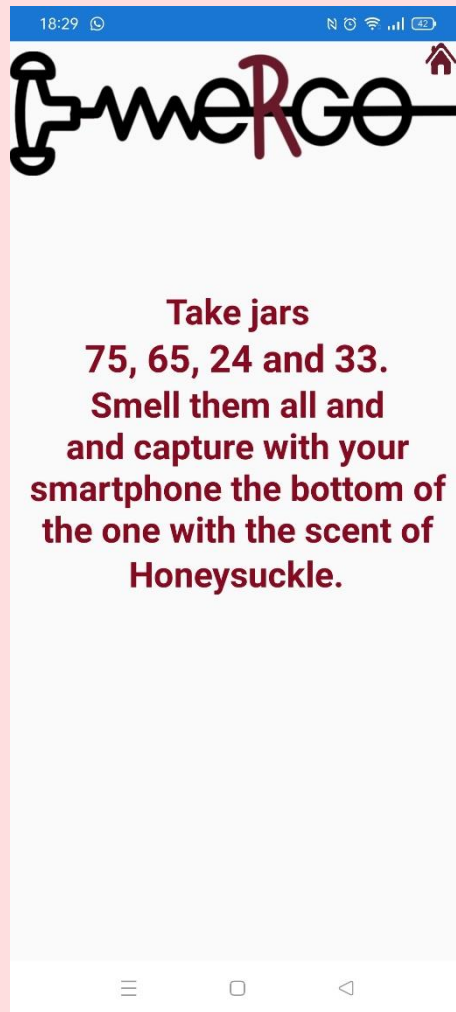 18:29
42
EmeRGO
Take jars
75, 65, 24 and 33.
Smell them all and
and capture with your
smartphone the bottom of
the one with the scent of
Honeysuckle.